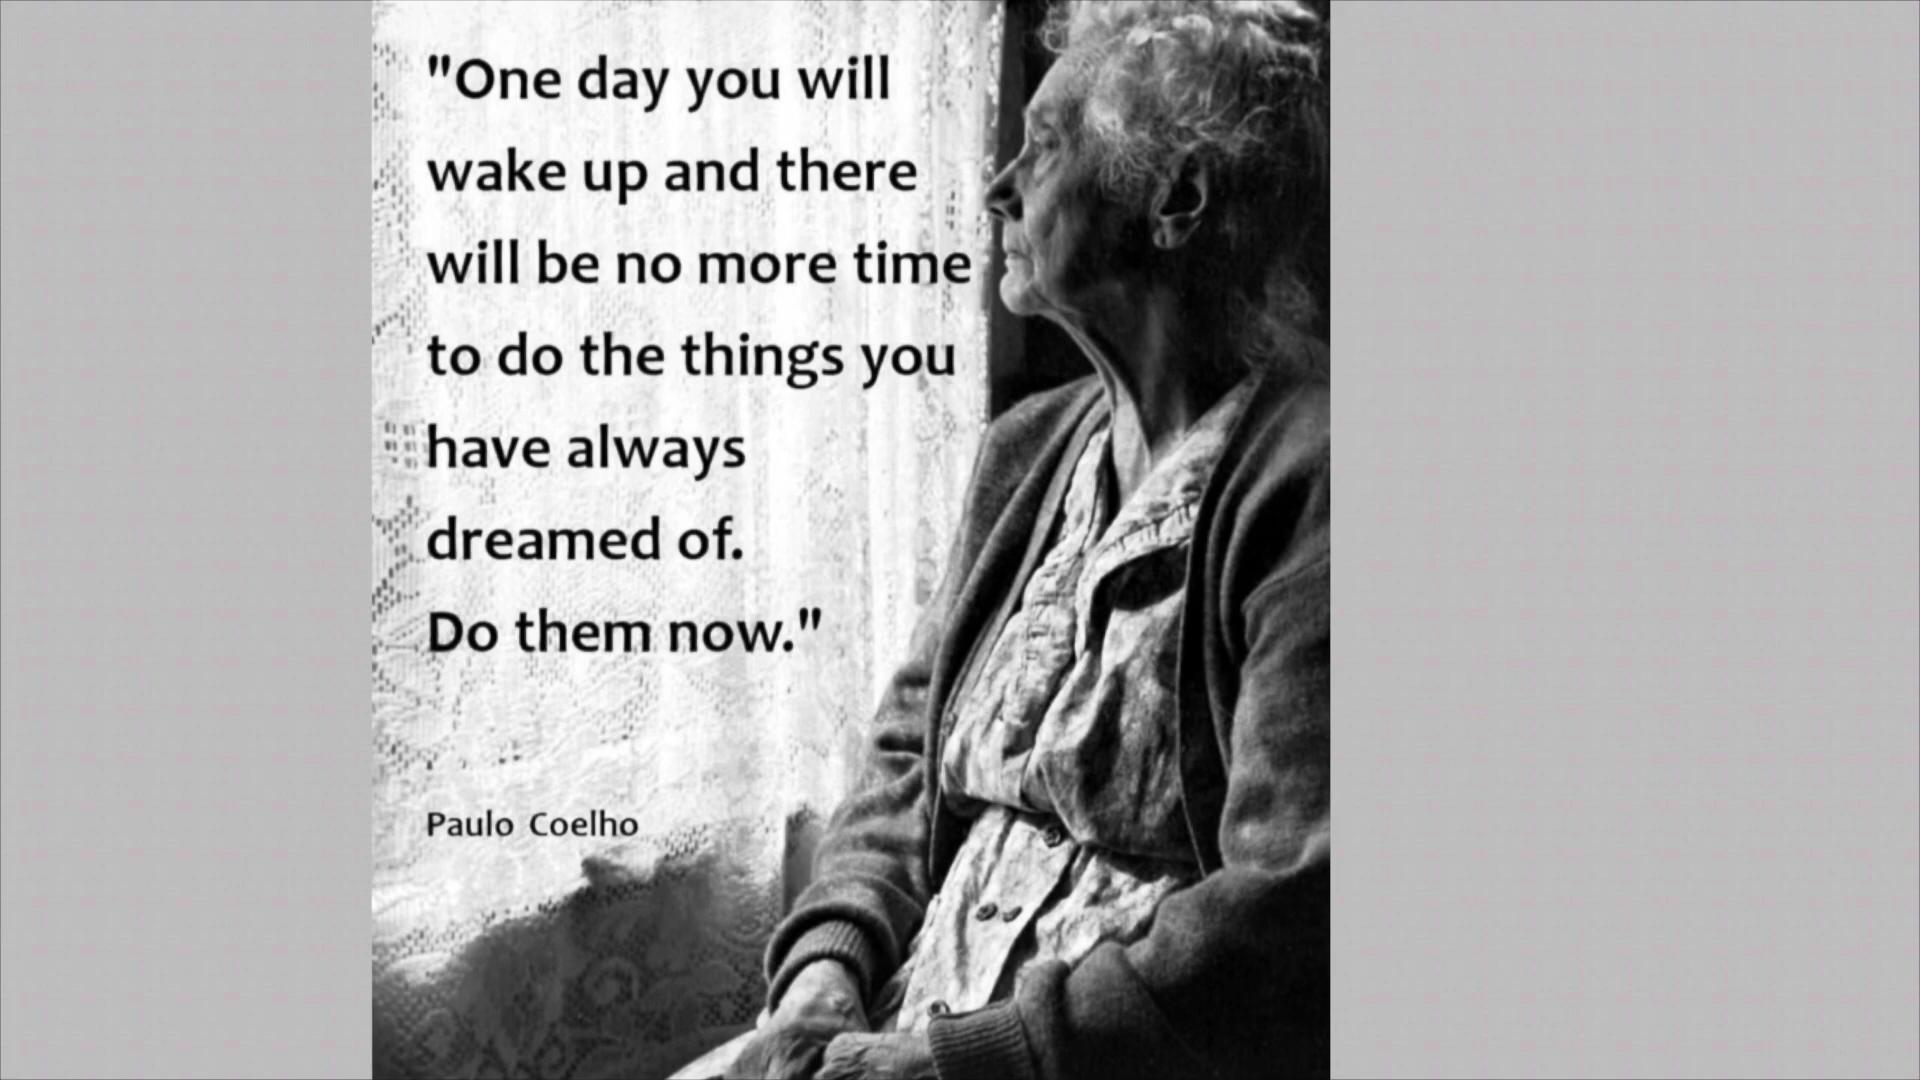 "One day you will
wake up and there
will be no more time
to do the things you
have always
dreamed of.
Do them now."
Paulo Coelho